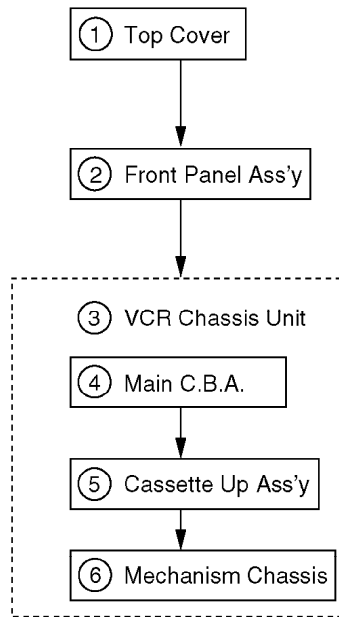 1 Top Cover
2 Front Panel Ass'y
3 VCR Chassis Unit
4 Main C.B.A.
5 Cassette Up Ass'y
6 Mechanism Chassis